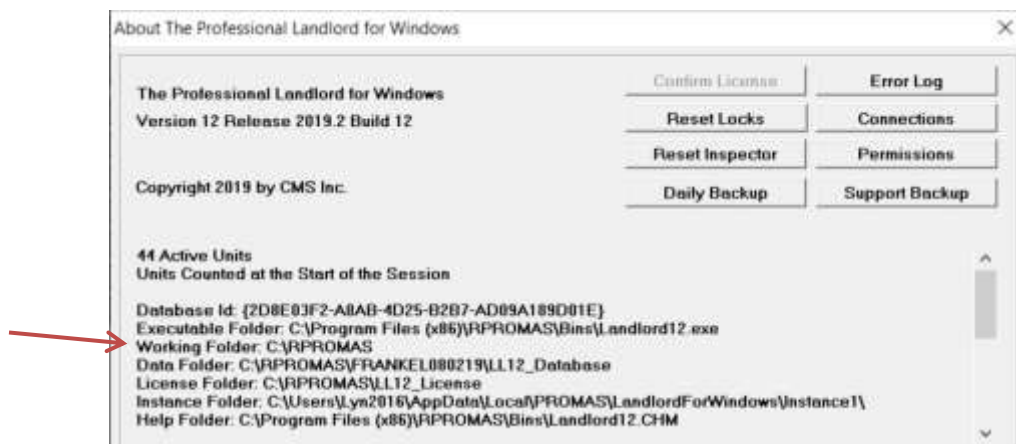 About The Professional Landlord for Windows
The Professional Landlord for Windows
Version 12 Release 2019.2 Build 12
Copyright 2019 by CMS Inc.
Confirm License
Error Log
Reset Locks
Connections
Reset Inspector
Permissions
Daily Backup
Support Backup
44 Active Units
Units Counted at the Start of the Session
Database Id: {2D8E03F2-A8AB-4D25-B2B7-AD09A189D01E}
Executable Folder: C:\Program Files (x86)\RPROMAS\Bins\Landlord12.exe
Working Folder: C:\RPROMAS
Data Folder: C:\RPROMAS\FRANKEL080219\LL12_Database
License Folder: C:\RPROMAS\LL12_License
Instance Folder: C:\Users\Lyn2016\AppData\Local\PROMAS\LandlordForWindows\Instance1\
Help Folder: C:\Program Files (x86)\RPROMAS\Bins\Landlord12.CHM